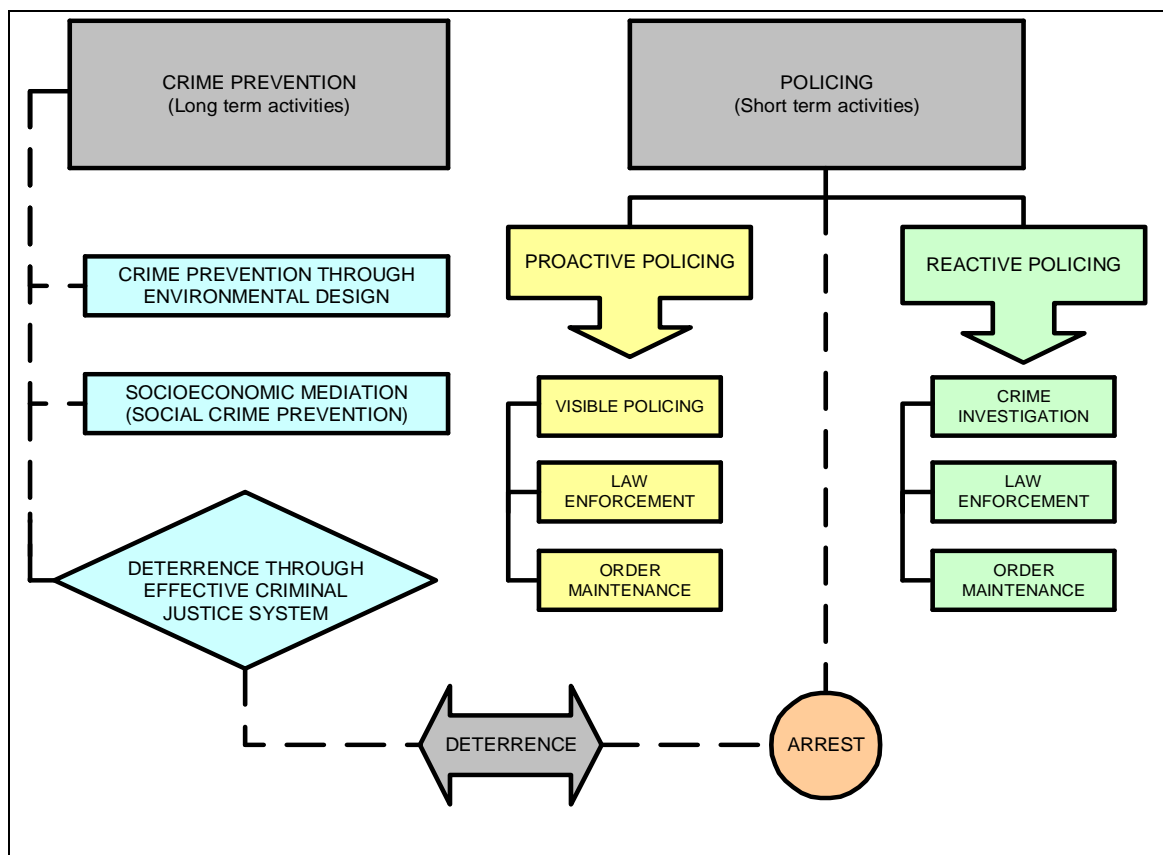 CRIME PREVENTION
(Long term activities)
POLICING
(Short term activities)
PROACTIVE POLICING
REACTIVE POLICING
CRIME PREVENTION THROUGH
ENVIRONMENTAL DESIGN
SOCIOECONOMIC MEDIATION
(SOCIAL CRIME PREVENTION)
VISIBLE POLICING
CRIME
INVESTIGATION
LAW
ENFORCEMENT
LAW
ENFORCEMENT
DETERRENCE THROUGH
EFFECTIVE CRIMINAL
JUSTICE SYSTEM
ORDER
MAINTENANCE
ORDER
MAINTENANCE
DETERRENCE
ARREST